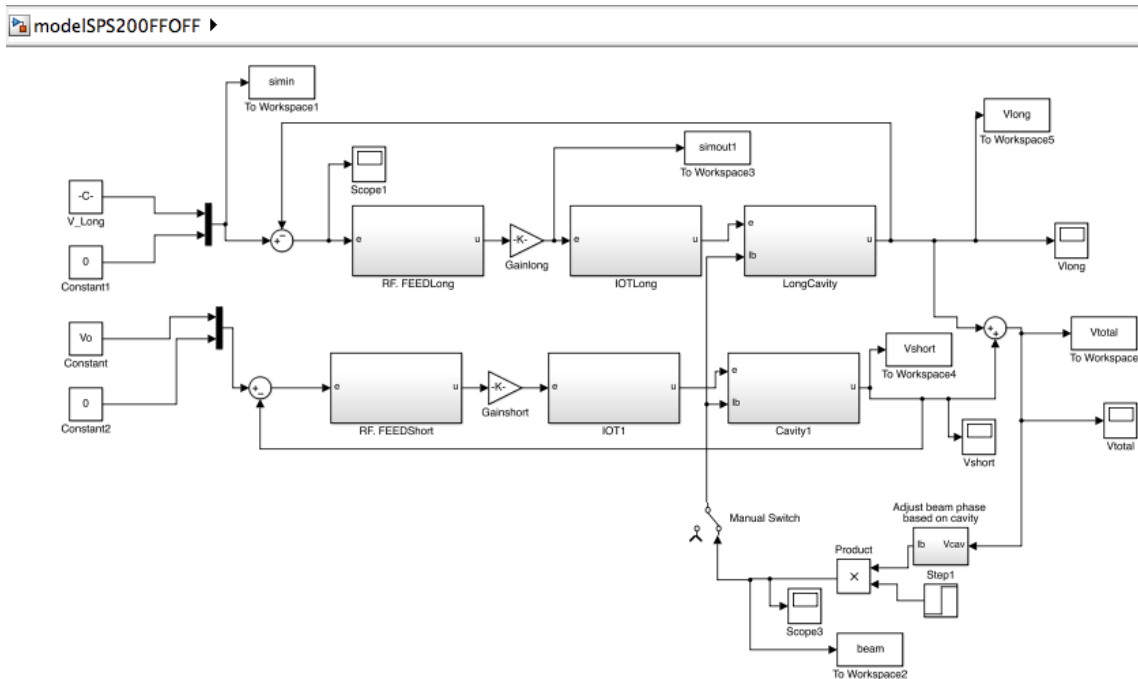 modelSPS200FFOFF
simin
To Workspace1
Vlong
To Workspace5
simout1
To Workspace3
Scope1
-C-
V_Long
e
u
RF. FEEDLong
-K-
Gainlong
e
u
IOTLong
e
Ib
u
LongCavity
Vlong
0
Constant1
Vo
Constant
Vshort
To Workspace4
Vtotal
To Workspace
0
Constant2
e
u
RF. FEEDShort
-K-
Gainshort
e
u
IOT1
e
Ib
u
Cavity1
Vshort
Vtotal
Manual Switch
Adjust beam phase
based on cavity
Ib
Vcav
Product
×
Step1
Scope3
beam
To Workspace2